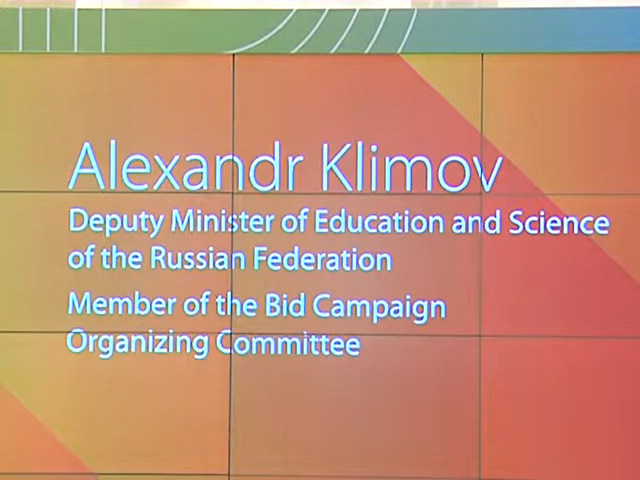 Alexandr Klimov
Deputy Minister of Education and Science
of the Russian Federation
Member of the Bid Campaign
Organizing Committee